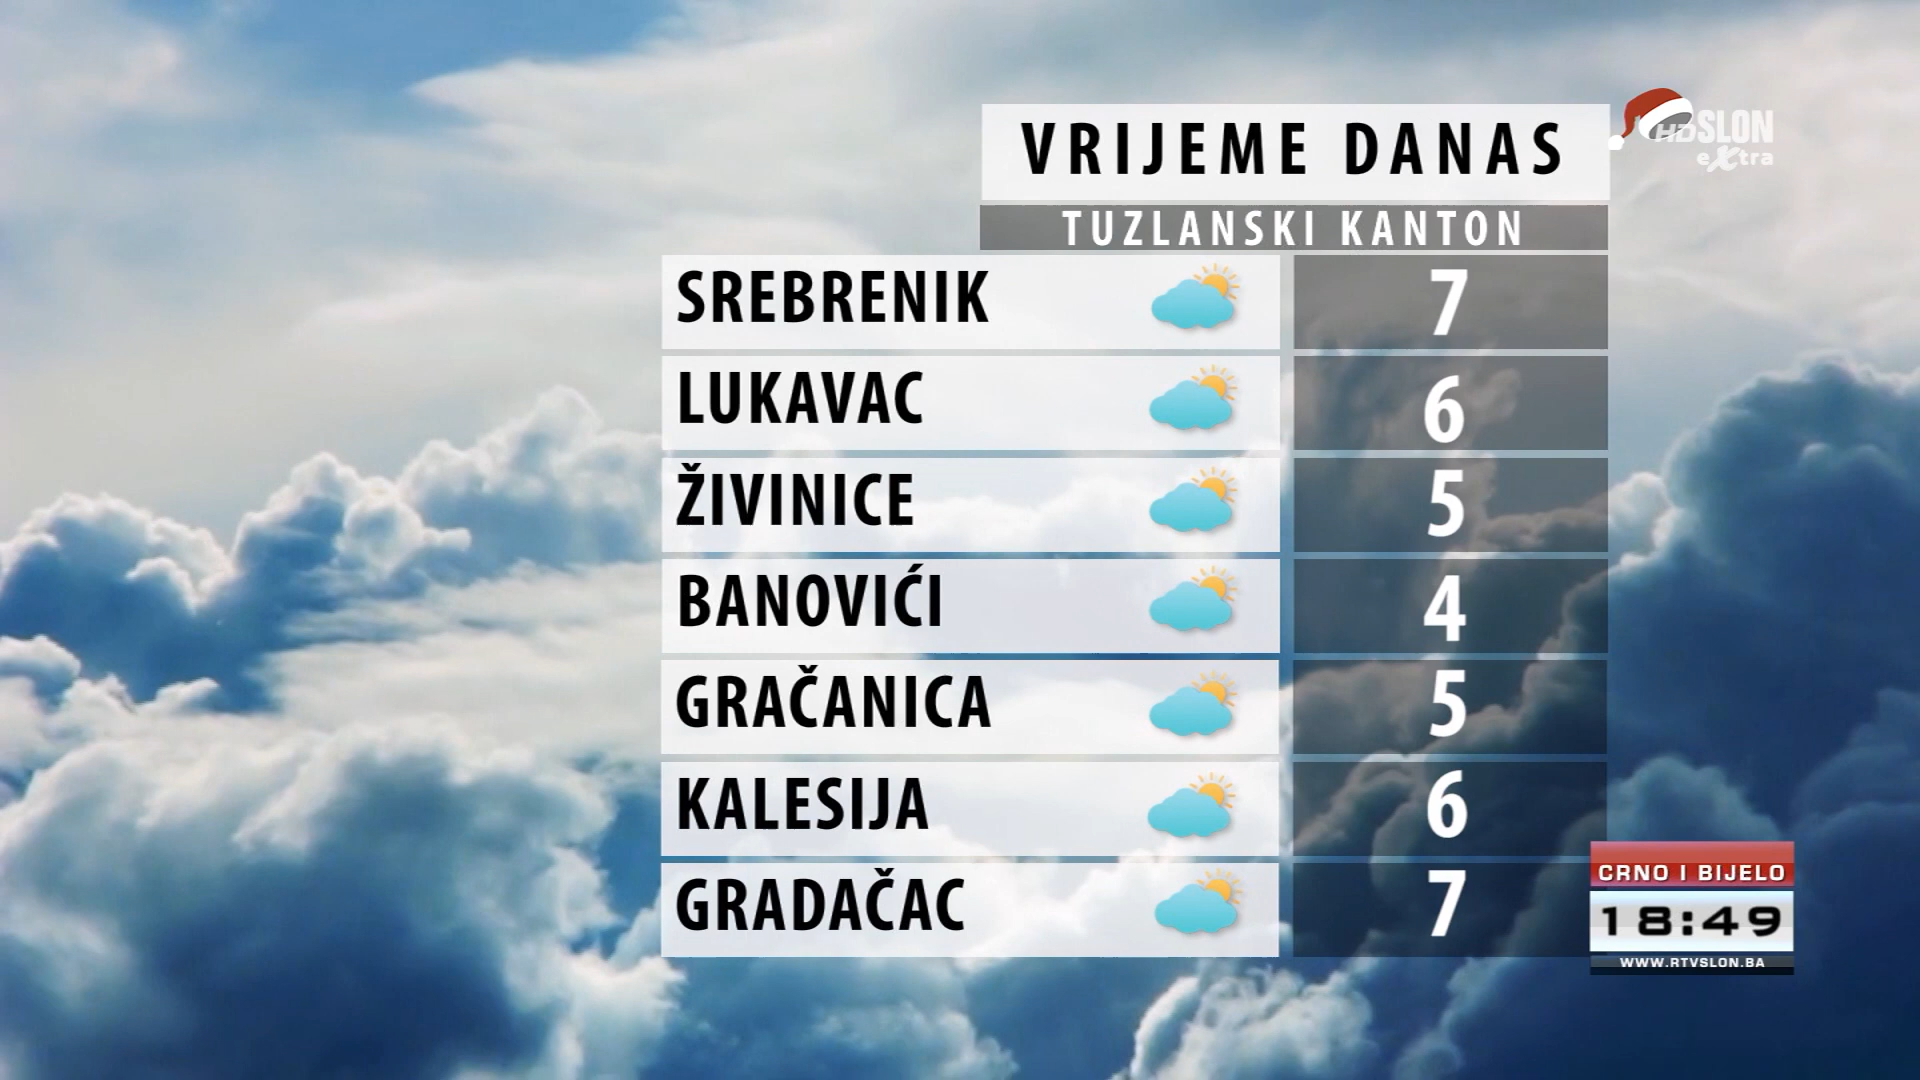 VRIJEME DANAS
HD SLON
extra
TUZLANSKI KANTON
SREBRENIK 7
LUKAVAC 6
ŽIVINICE 5
BANOVIĆI 4
GRAČANICA 5
KALESIJA 6
GRADAČAC 7
CRNO I BIJELO
18:49
WWW.RTVSLON.BA